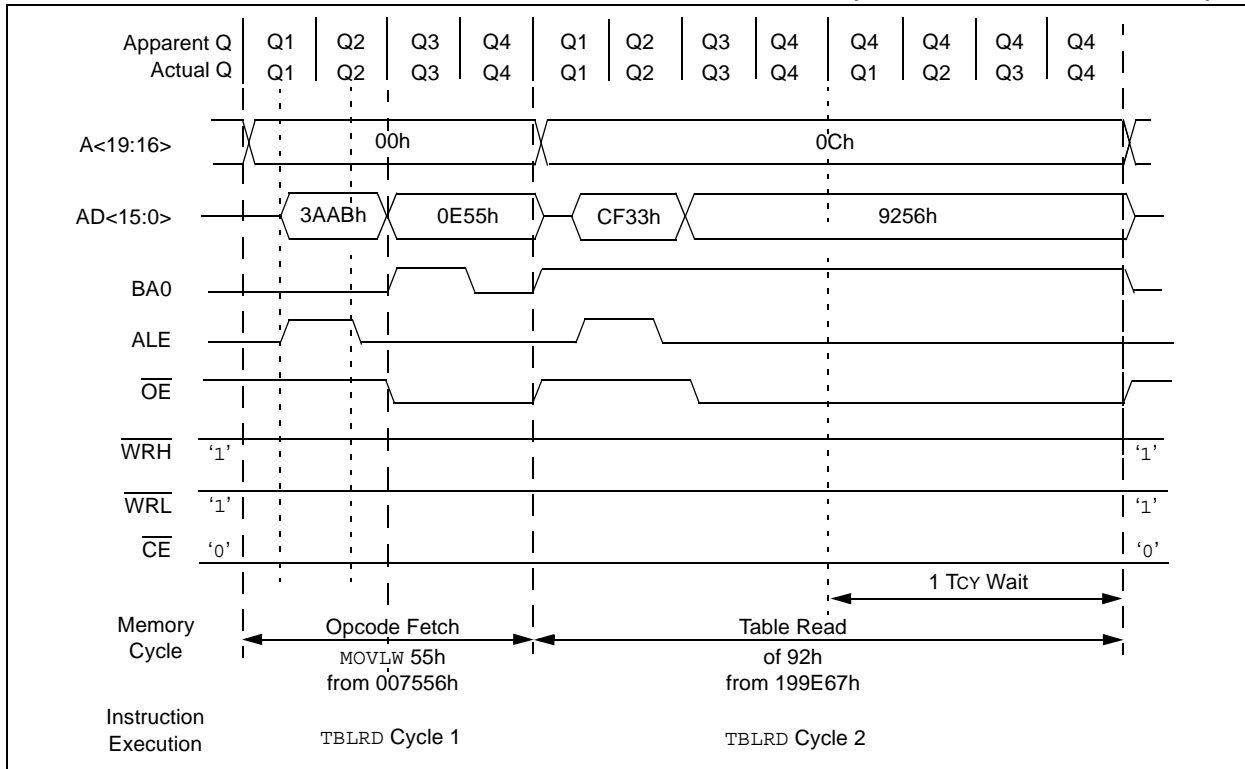 Apparent Q Q1 Q2 Q3 Q4 Q1 Q2 Q3 Q4 Q4 Q4 Q4 Q4
Actual Q Q1 Q2 Q3 Q4 Q1 Q2 Q3 Q4 Q1 Q2 Q3 Q4
A<19:16> 00h 0Ch
AD<15:0> 3AABh 0E55h CF33h 9256h
BA0
ALE
OE
WRH ‘1’ ‘1’
WRL ‘1’ ‘1’
CE ‘0’ ‘0’
1 TCY Wait
Memory
Cycle
Opcode Fetch
MOVLW 55h
from 007556h
Table Read
of 92h
from 199E67h
Instruction
Execution
TBLRD Cycle 1
TBLRD Cycle 2